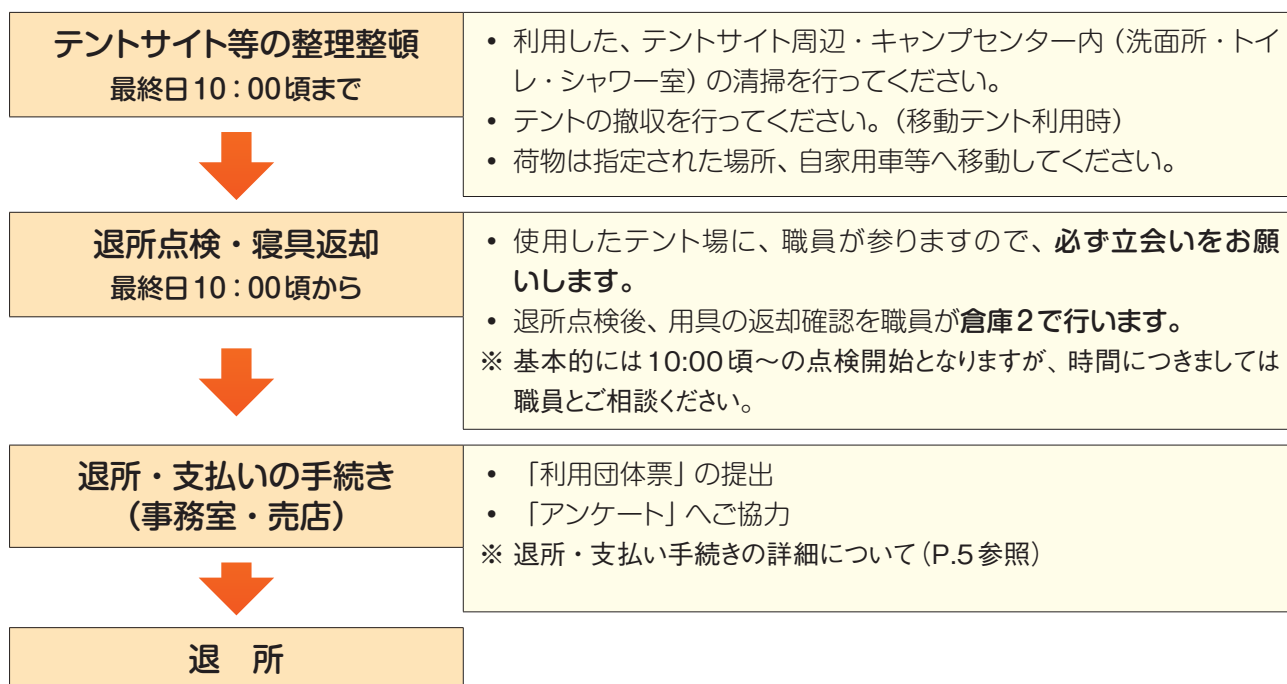 テントサイト等の整理整頓
最終日10：00頃まで
• 利用した、テントサイト周辺・キャンプセンター内（洗面所・トイ
レ・シャワー室）の清掃を行ってください。
• テントの撤収を行ってください。（移動テント利用時）
• 荷物は指定された場所、自家用車等へ移動してください。
退所点検・寝具返却
最終日10：00頃から
• 使用したテント場に、職員が参りますので、必ず立会いをお願
いします。
• 退所点検後、用具の返却確認を職員が倉庫2で行います。
※ 基本的には10:00頃～の点検開始となりますが、時間につきましては
職員とご相談ください。
退所・支払いの手続き
（事務室・売店）
• 「利用団体票」の提出
• 「アンケート」へご協力
※ 退所・支払い手続きの詳細について（P.5参照）
退　所